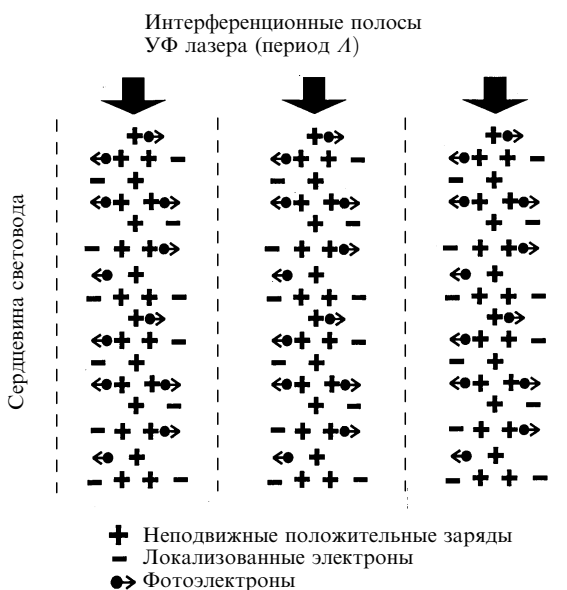 Интерференционные полосы
УФ лазера (период Λ)
Сердцевина световода
Неподвижные положительные заряды
Локализованные электроны
Фотоэлектроны